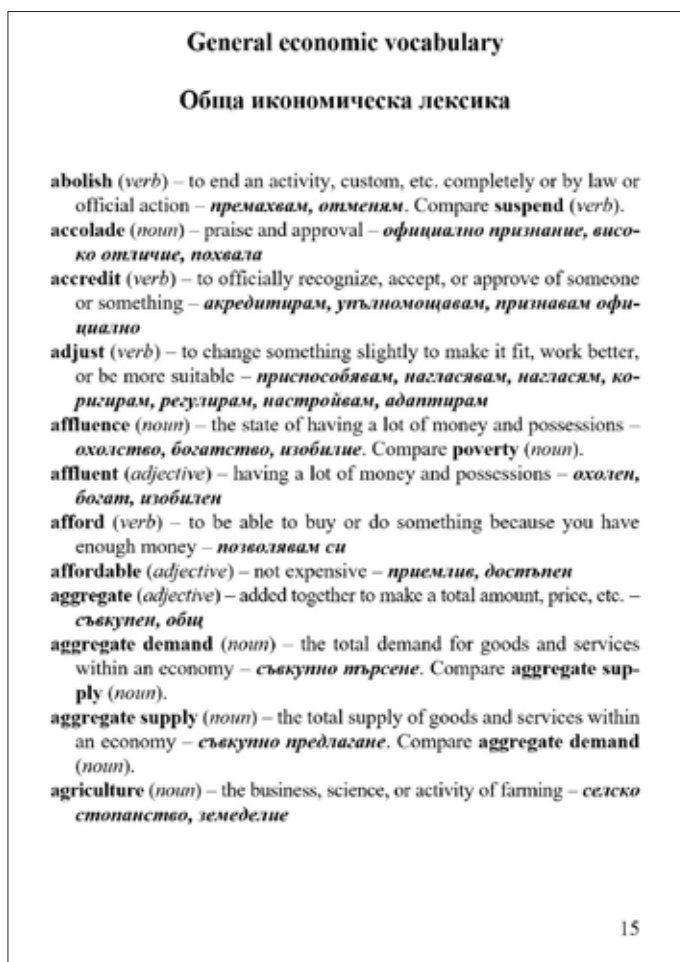 General economic vocabulary
Обща икономическа лексика
abolish (verb) – to end an activity, custom, etc. completely or by law or
official action – премахвам, отменям. Compare suspend (verb).
accolade (noun) – praise and approval – официално признание, висо-
ко отличие, похвала
accredit (verb) – to officially recognize, accept, or approve of someone
or something – акредитирам, упълномощавам, признавам офи-
циално
adjust (verb) – to change something slightly to make it fit, work better,
or be more suitable – приспособявам, нагласявам, нагласям, ко-
ригирам, регулирам, настройвам, адаптирам
affluence (noun) – the state of having a lot of money and possessions –
охолство, богатство, изобилие. Compare poverty (noun).
affluent (adjective) – having a lot of money and possessions – охолен,
богат, изобилен
afford (verb) – to be able to buy or do something because you have
enough money – позволявам си
affordable (adjective) – not expensive – приемлив, достъпен
aggregate (adjective) – added together to make a total amount, price, etc. –
съвкупен, общ
aggregate demand (noun) – the total demand for goods and services
within an economy – съвкупно търсене. Compare aggregate sup-
ply (noun).
aggregate supply (noun) – the total supply of goods and services within
an economy – съвкупно предлагане. Compare aggregate demand
(noun).
agriculture (noun) – the business, science, or activity of farming – селско
стопанство, земеделие
15